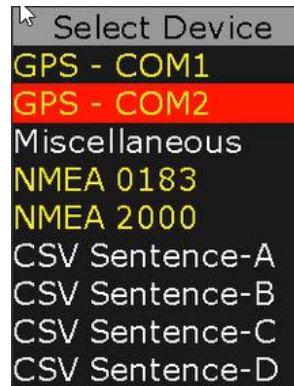 Select Device
GPS - COM1
GPS - COM2
Miscellaneous
NMEA 0183
NMEA 2000
CSV Sentence-A
CSV Sentence-B
CSV Sentence-C
CSV Sentence-D